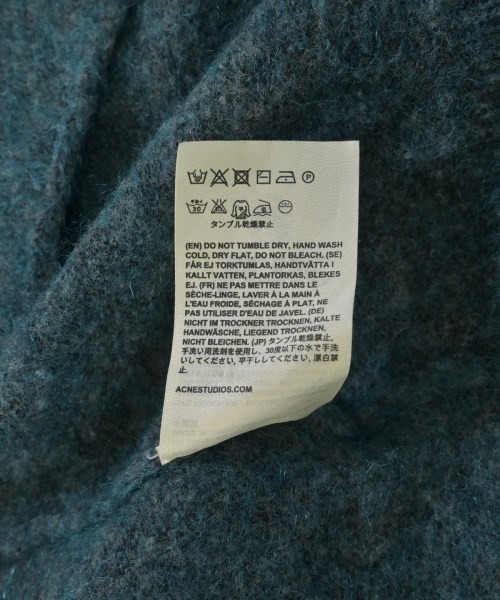 P
30
タンブル乾燥禁止
(EN) DO NOT TUMBLE DRY, HAND WASH
COLD, DRY FLAT, DO NOT BLEACH. (SE)
FÅR EJ TORKTUMLAS, HANDTVÄTTA I
KALLT VATTEN, PLANTORKAS, BLEKES
EJ. (FR) NE PAS METTRE DANS LE
SÈCHE-LINGE, LAVER À LA MAIN À
L'EAU FROIDE, SÉCHAGE À PLAT, NE
PAS UTILISER D'EAU DE JAVEL. (DE)
NICHT IM TROCKNER TROCKNEN, KALTE
HANDWÄSCHE, LIEGEND TROCKNEN,
NICHT BLEICHEN. (JP) タンブル乾燥禁止,
手洗い用洗剤を使用し、30度以下の水で手洗
いしてください, 平干ししてください, 漂白禁
止.
ACNESTUDIOS.COM